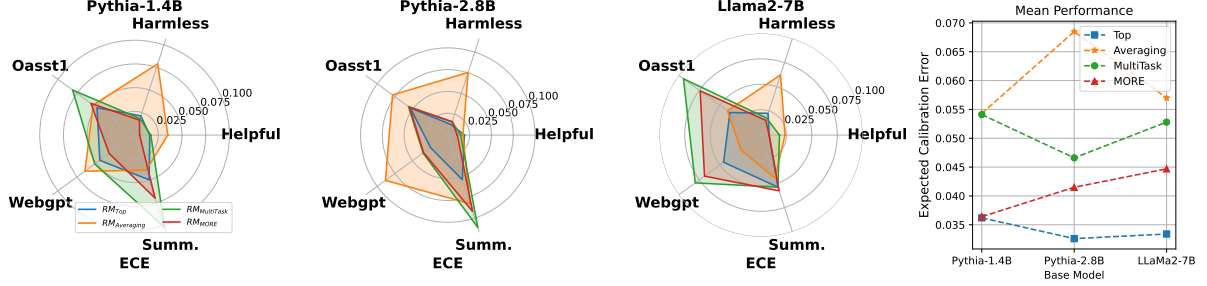 Pythia-1.4B
Harmless
Oasst1
0.100
0.075
0.050
0.025
Helpful
Webgpt
RM_Top
RM_MultiTask
RM_Averaging
RM_MORE
Summ.
ECE
Pythia-2.8B
Harmless
Oasst1
0.100
0.075
0.050
0.025
Helpful
Webgpt
Summ.
ECE
Llama2-7B
Harmless
Oasst1
0.100
0.075
0.050
0.025
Helpful
Webgpt
Summ.
ECE
Mean Performance
Top
Averaging
MultiTask
MORE
Expected Calibration Error
0.070
0.065
0.060
0.055
0.050
0.045
0.040
0.035
Pythia-1.4B
Pythia-2.8B
LLaMa2-7B
Base Model